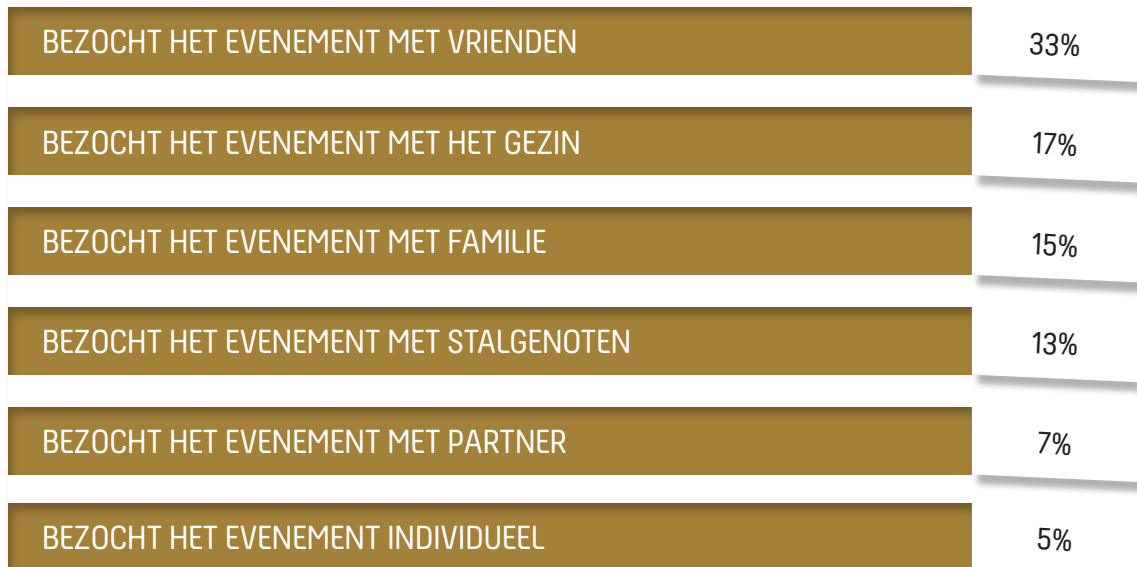 BEZOCHT HET EVENEMENT MET VRIENDEN 33%
BEZOCHT HET EVENEMENT MET HET GEZIN 17%
BEZOCHT HET EVENEMENT MET FAMILIE 15%
BEZOCHT HET EVENEMENT MET STALGENOTEN 13%
BEZOCHT HET EVENEMENT MET PARTNER 7%
BEZOCHT HET EVENEMENT INDIVIDUEEL 5%